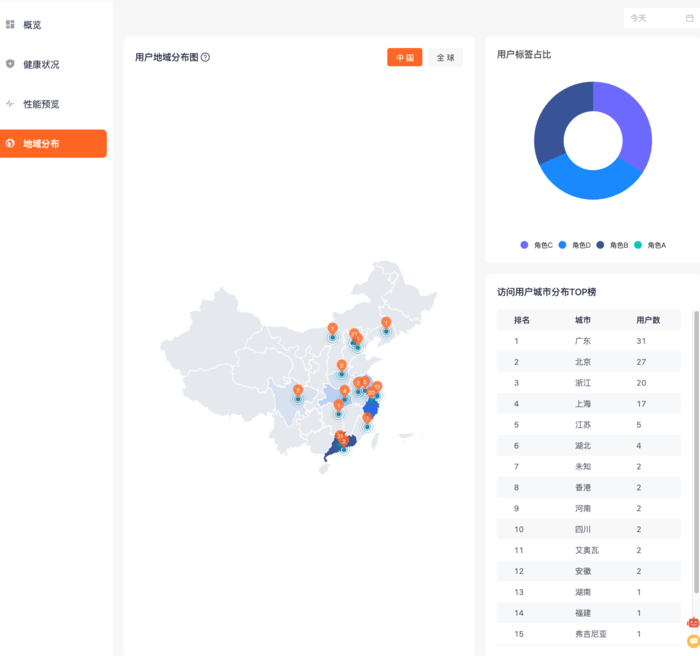 今天
概览
健康状况
性能预览
地域分布
用户地域分布图
中国 全球
用户标签占比
角色C 角色D 角色B 角色A
访问用户城市分布TOP榜
排名 城市 用户数
1 广东 31
2 北京 27
3 浙江 20
4 上海 17
5 江苏 5
6 湖北 4
7 未知 2
8 香港 2
9 河南 2
10 四川 2
11 艾奥瓦 2
12 安徽 2
13 湖南 1
14 福建 1
15 弗吉尼亚 1